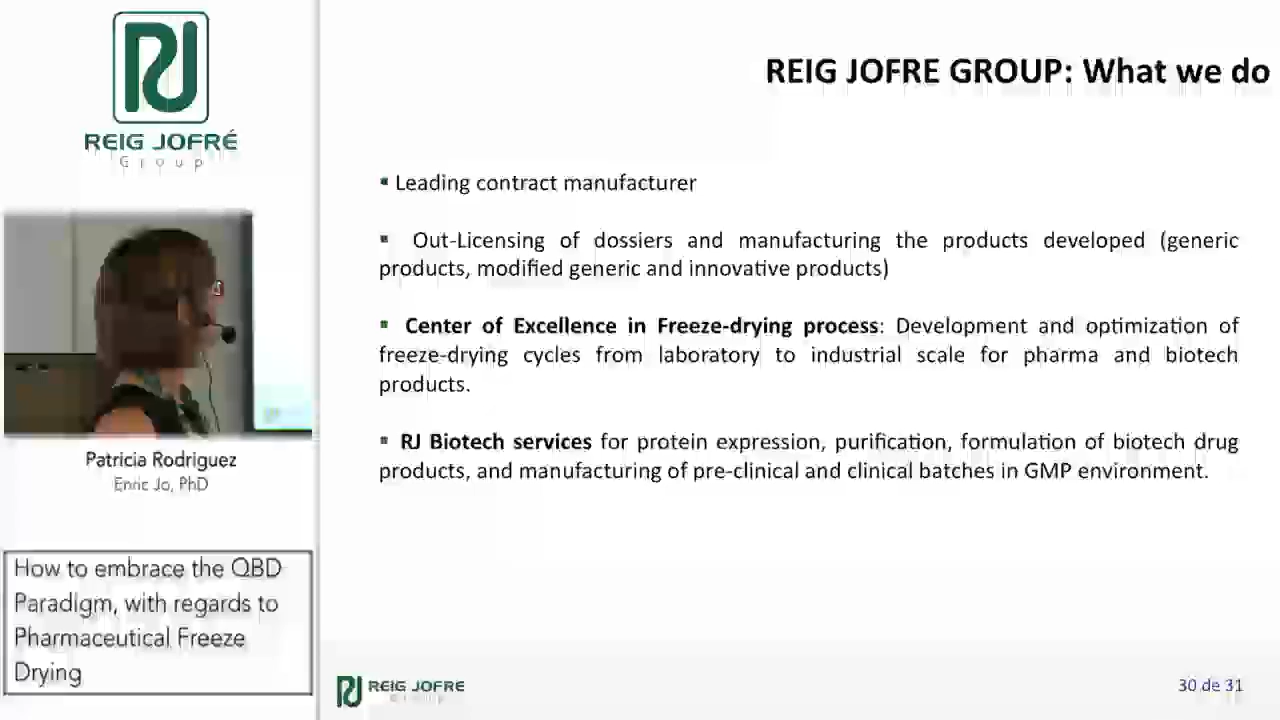 REIG JOFRÉ
Group
Patricia Rodriguez
Enric Jo, PhD
How to embrace the QBD
Paradigm, with regards to
Pharmaceutical Freeze
Drying
REIG JOFRE GROUP: What we do
▪ Leading contract manufacturer
▪ Out-Licensing of dossiers and manufacturing the products developed (generic
products, modified generic and innovative products)
▪ Center of Excellence in Freeze-drying process: Development and optimization of
freeze-drying cycles from laboratory to industrial scale for pharma and biotech
products.
▪ RJ Biotech services for protein expression, purification, formulation of biotech drug
products, and manufacturing of pre-clinical and clinical batches in GMP environment.
REIG JOFRE
Group
30 de 31